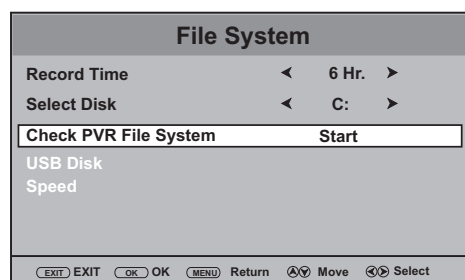 File System
Record Time 6 Hr.
Select Disk C:
Check PVR File System Start
USB Disk
Speed
EXIT EXIT OK OK MENU Return Move Select